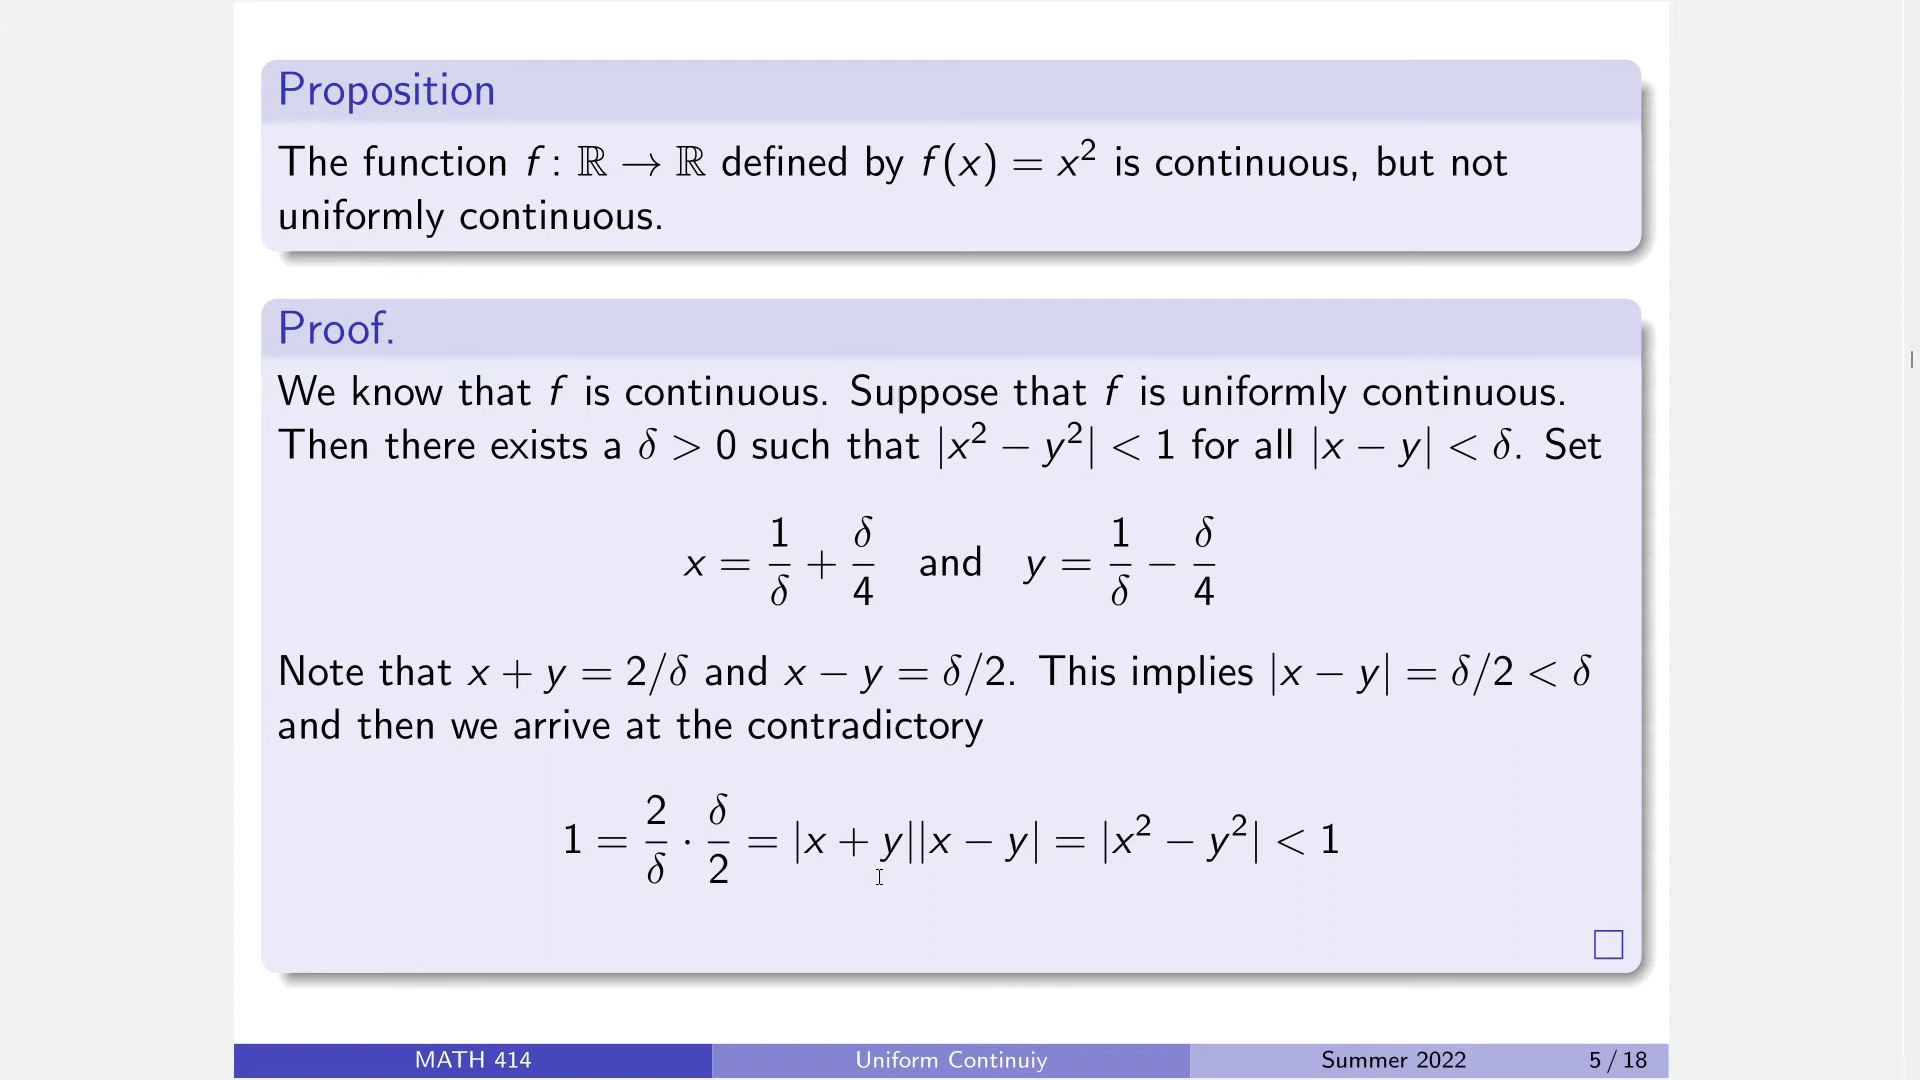 Proposition
The function f : ℝ → ℝ defined by f(x) = x² is continuous, but not
uniformly continuous.
Proof.
We know that f is continuous. Suppose that f is uniformly continuous.
Then there exists a δ > 0 such that |x² − y²| < 1 for all |x − y| < δ. Set
x = 1/δ + δ/4 and y = 1/δ − δ/4
Note that x + y = 2/δ and x − y = δ/2. This implies |x − y| = δ/2 < δ
and then we arrive at the contradictory
1 = 2/δ · δ/2 = |x + y||x − y| = |x² − y²| < 1
□
MATH 414 Uniform Continuiy Summer 2022 5 / 18